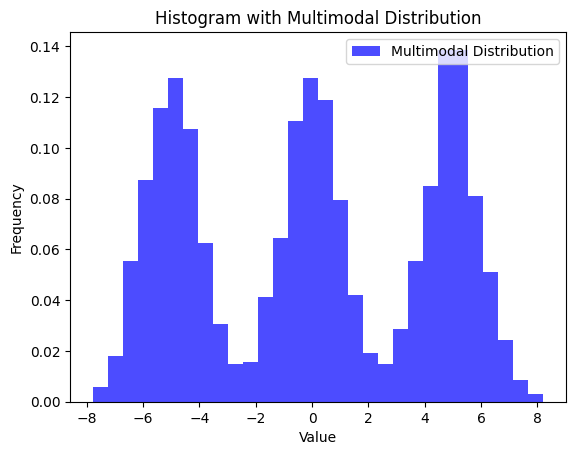 Histogram with Multimodal Distribution
Multimodal Distribution
Frequency
0.14
0.12
0.10
0.08
0.06
0.04
0.02
0.00
−8 −6 −4 −2 0 2 4 6 8
Value